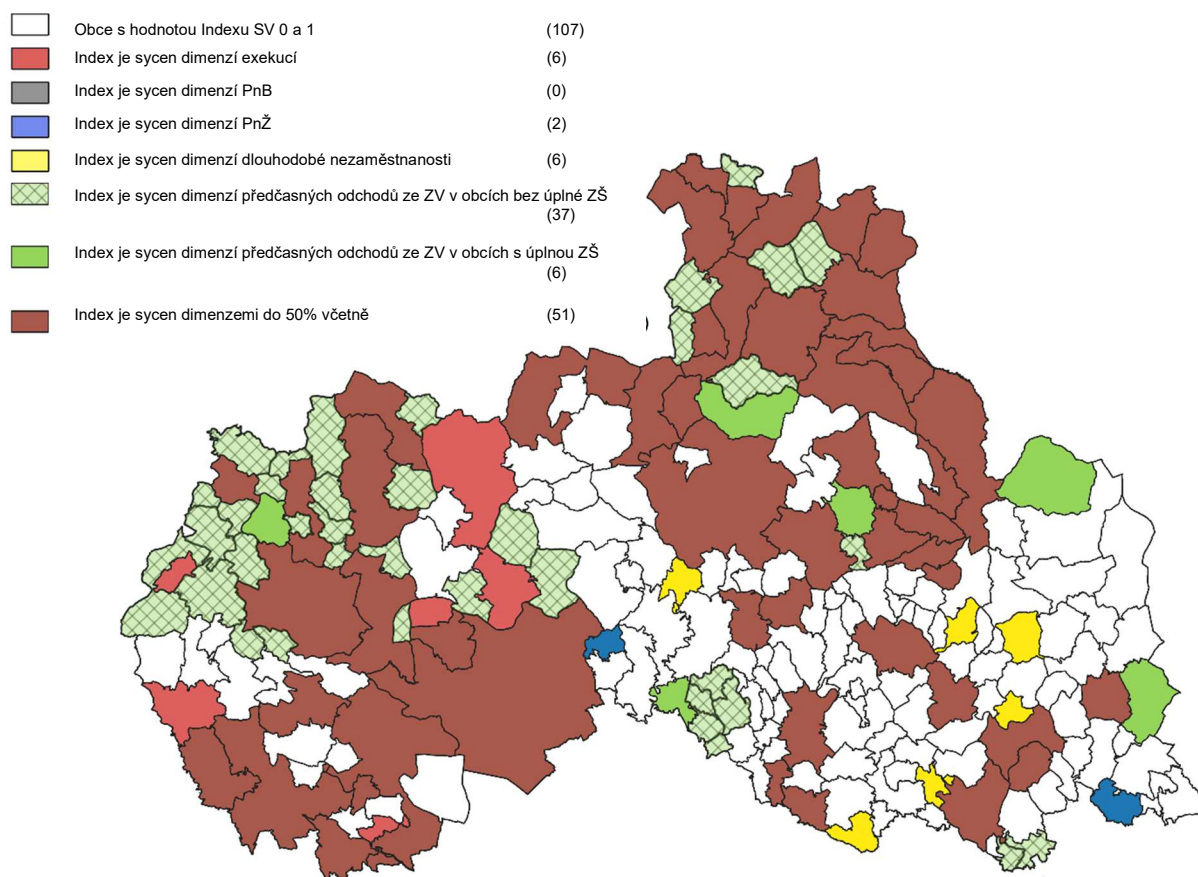 Obce s hodnotou Indexu SV 0 a 1 (107)
Index je sycen dimenzí exekucí (6)
Index je sycen dimenzí PnB (0)
Index je sycen dimenzí PnŽ (2)
Index je sycen dimenzí dlouhodobé nezaměstnanosti (6)
Index je sycen dimenzí předčasných odchodů ze ZV v obcích bez úplné ZŠ
(37)
Index je sycen dimenzí předčasných odchodů ze ZV v obcích s úplnou ZŠ
(6)
Index je sycen dimenzemi do 50% včetně (51)
)